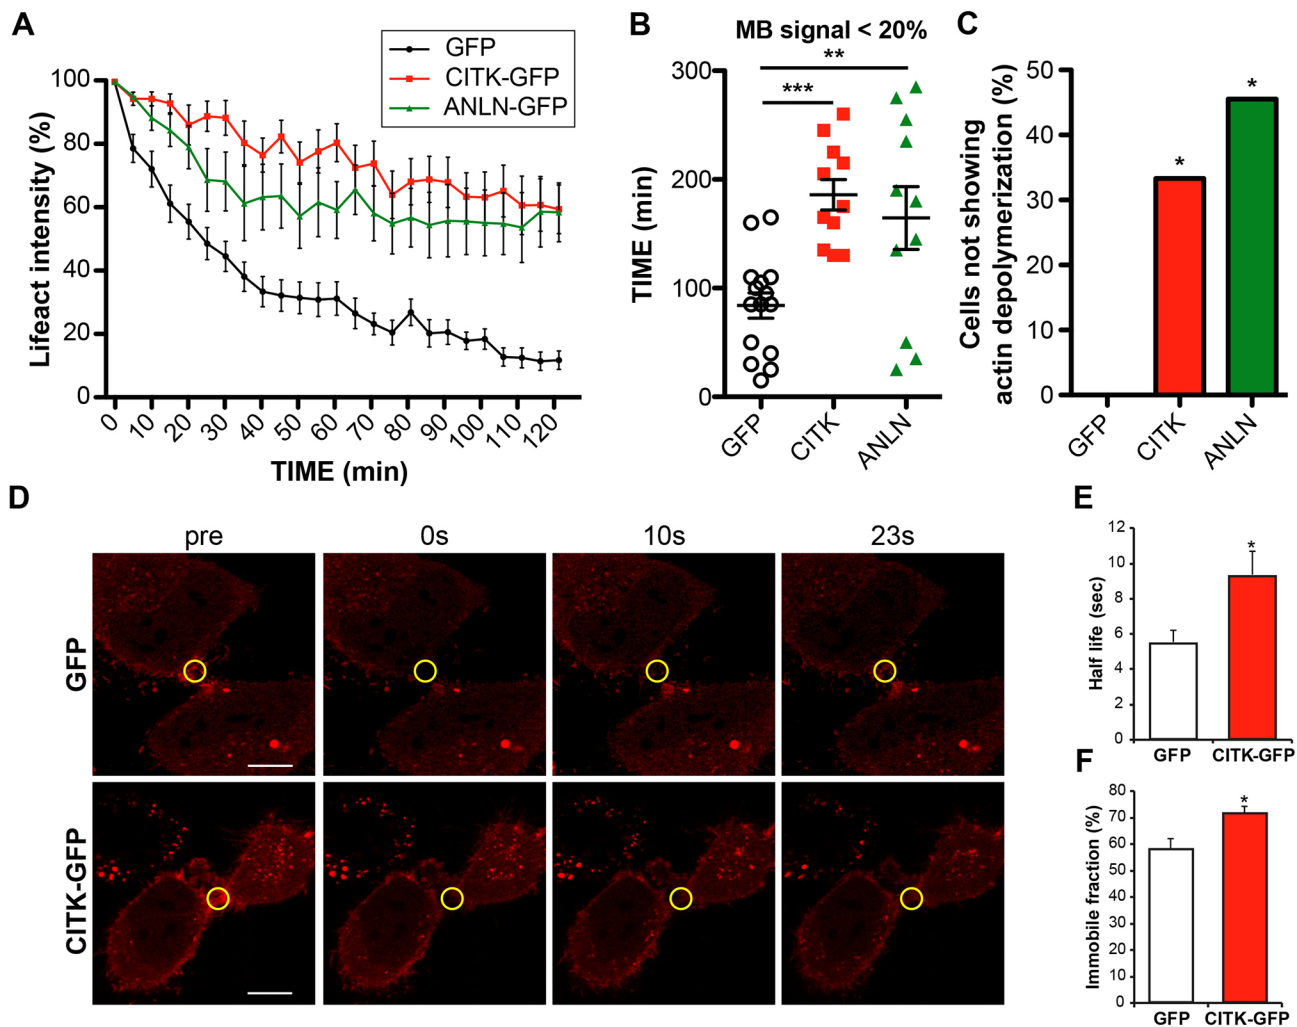 A
GFP
CITK-GFP
ANLN-GFP
Lifeact intensity (%)
100
80
60
40
20
0
0 10 20 30 40 50 60 70 80 90 100 110 120
TIME (min)
B
MB signal < 20%
**
***
TIME (min)
300
200
100
0
GFP CITK ANLN
C
Cells not showing
actin depolymerization (%)
50
40
30
20
10
0
*
*
GFP CITK ANLN
D
pre 0s 10s 23s
GFP
CITK-GFP
E
Half life (sec)
12
10
8
6
4
2
0
*
GFP CITK-GFP
F
Immobile fraction (%)
80
70
60
50
40
30
20
10
0
*
GFP CITK-GFP